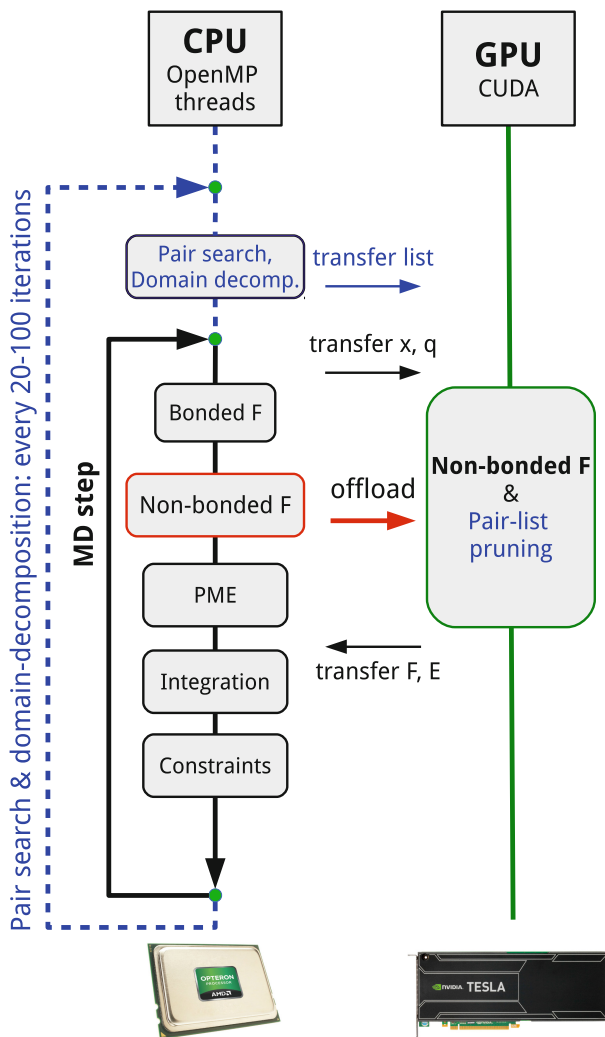 CPU
OpenMP
threads
GPU
CUDA
Pair search & domain-decomposition: every 20-100 iterations
Pair search,
Domain decomp.
transfer list
transfer x, q
MD step
Bonded F
Non-bonded F
offload
Non-bonded F
&
Pair-list
pruning
PME
transfer F, E
Integration
Constraints
OPTERON
PROCESSOR
AMD
NVIDIA TESLA